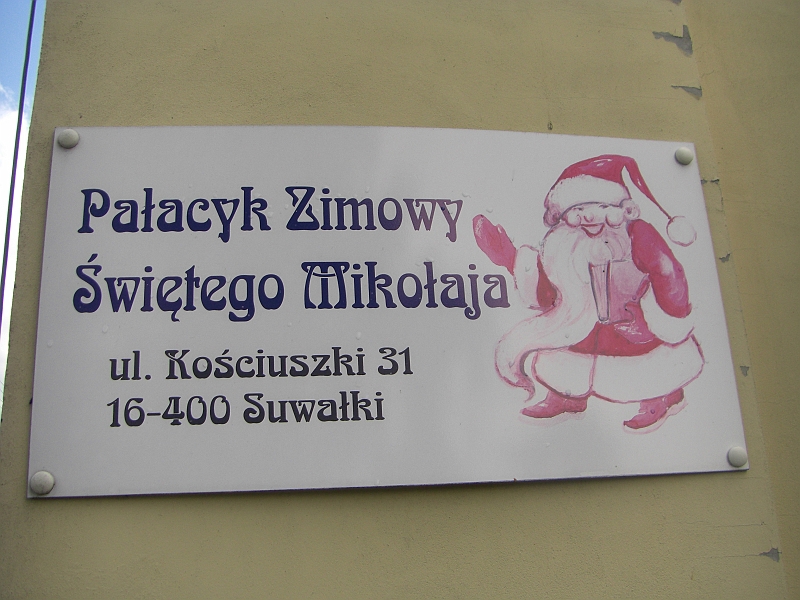 Pałacyk Zimowy
Świętego Mikołaja
ul. Kościuszki 31
16-400 Suwałki